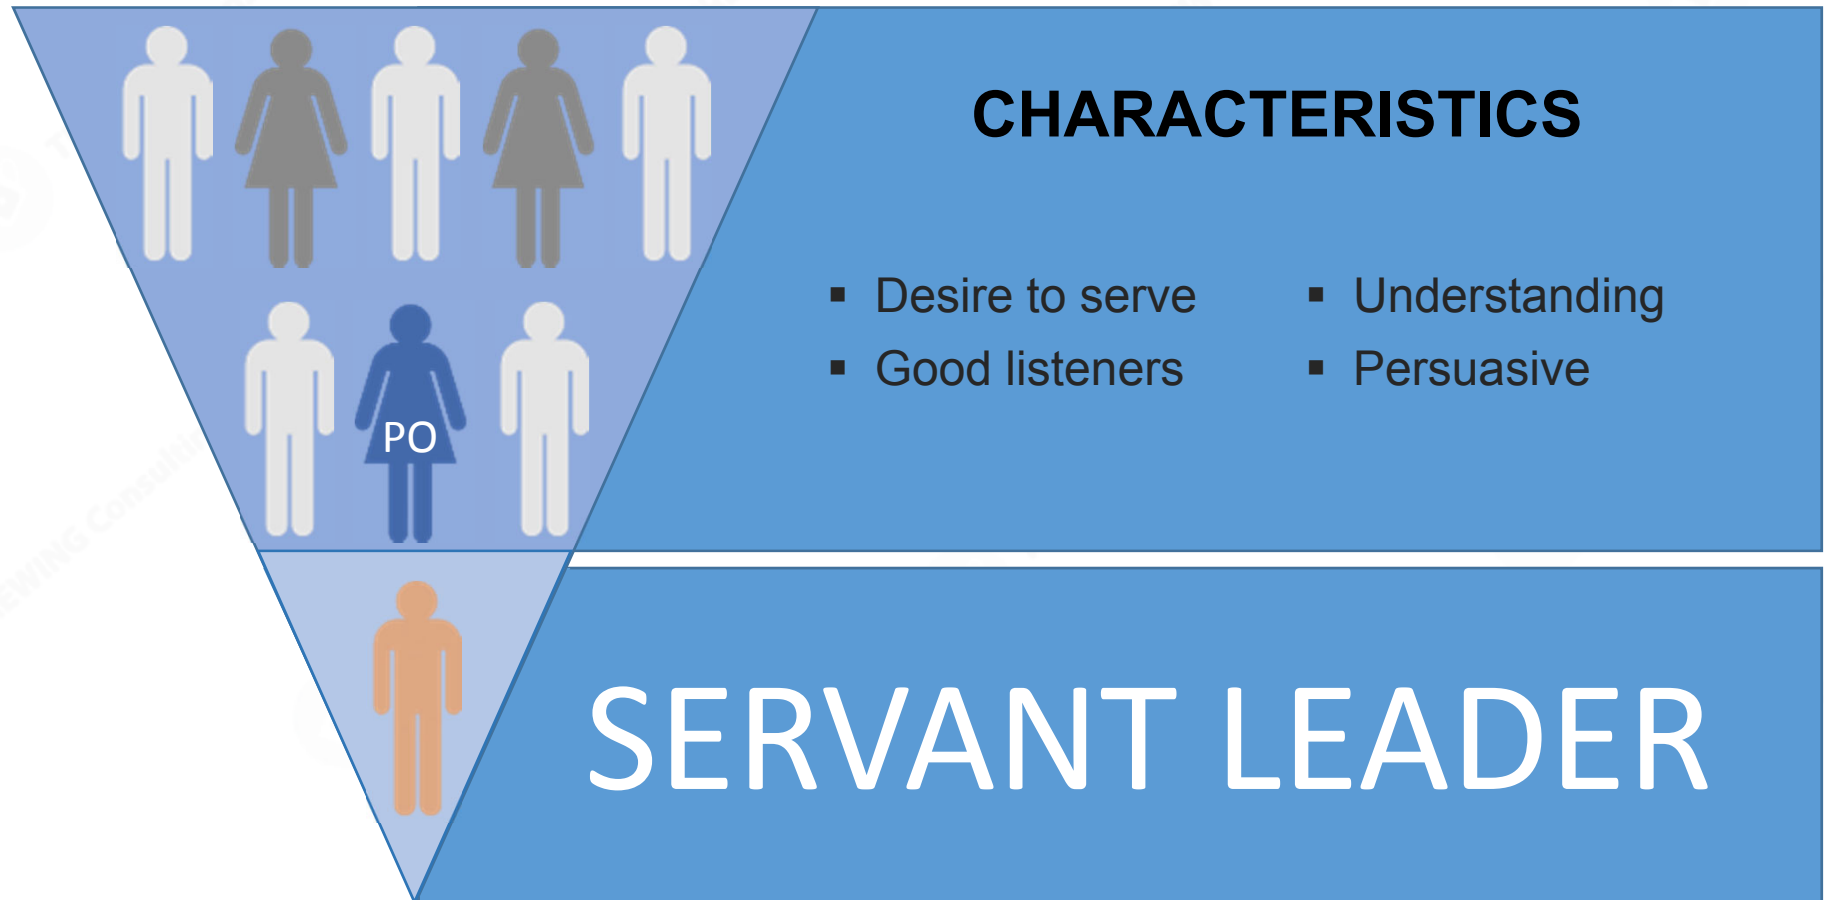 CHARACTERISTICS
▪ Desire to serve
▪ Good listeners
▪ Understanding
▪ Persuasive
PO
SERVANT LEADER